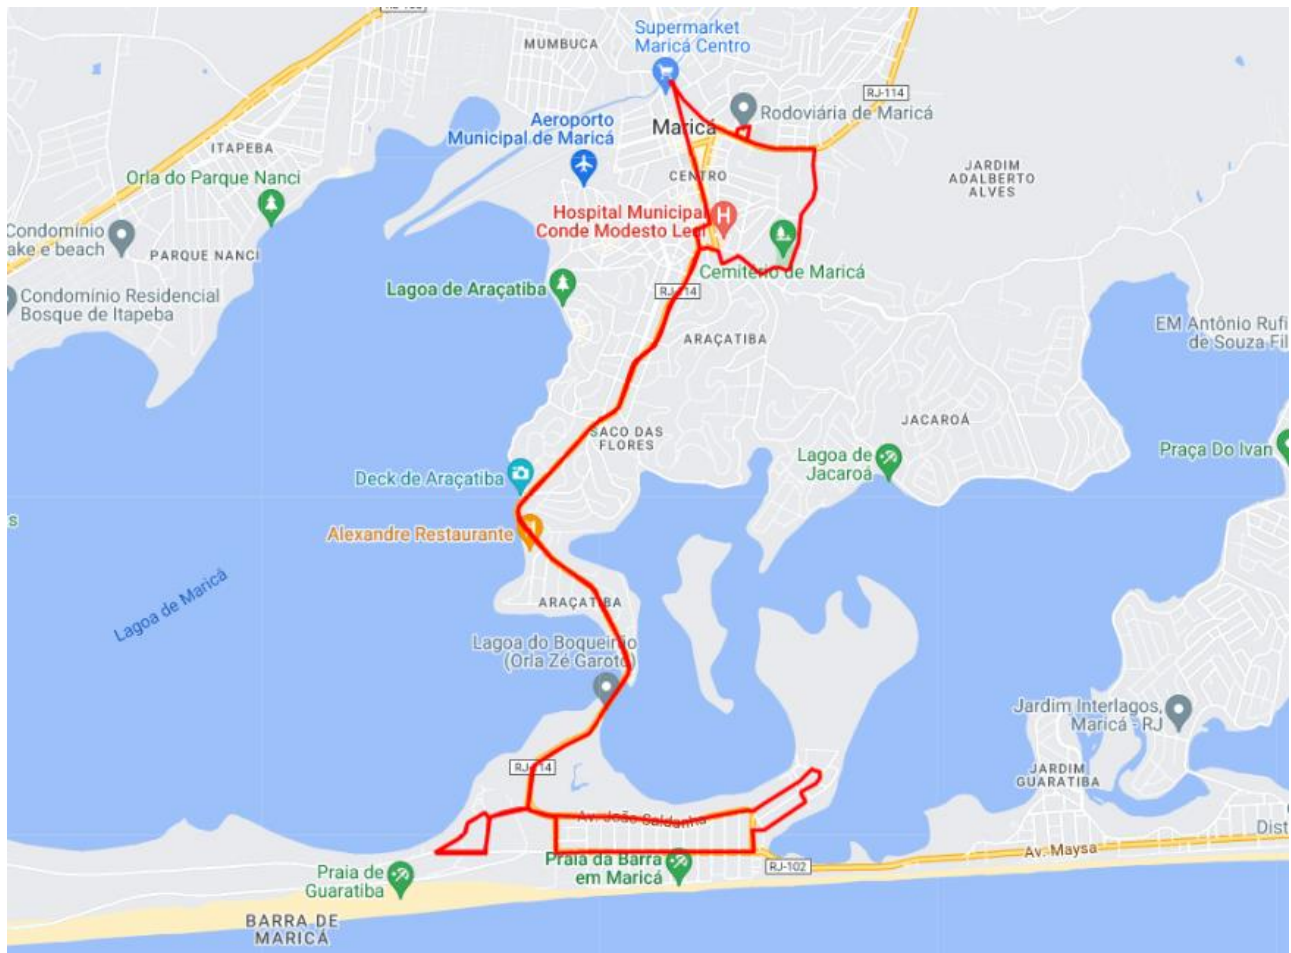 Supermarket
Maricá Centro
MUMBUCA
RJ-114
Rodoviária de Maricá
Aeroporto
Municipal de Maricá
Maricá
ITAPEBA
Orla do Parque Nanci
CENTRO
JARDIM
ADALBERTO
ALVES
Hospital Municipal
Conde Modesto Leal
Condomínio
ake e beach
PARQUE NANCI
Cemitério de Maricá
Lagoa de Araçatiba
RJ-114
Condomínio Residencial
Bosque de Itapeba
EM Antônio Rufi
de Souza Fil
ARAÇATIBA
JACAROÁ
SACO DAS
FLORES
Lagoa de
Jacaroá
Praça Do Ivan
Deck de Araçatiba
s
Alexandre Restaurante
Lagoa de Maricá
ARAÇATIBA
Lagoa do Boqueirão
(Orla Zé Garoto)
Jardim Interlagos,
Maricá - RJ
RJ-114
JARDIM
GUARATIBA
Av. João Saldanha
Dist
Av. Maysa
Praia da Barra
em Maricá
RJ-102
Praia de
Guaratiba
BARRA DE
MARICÁ